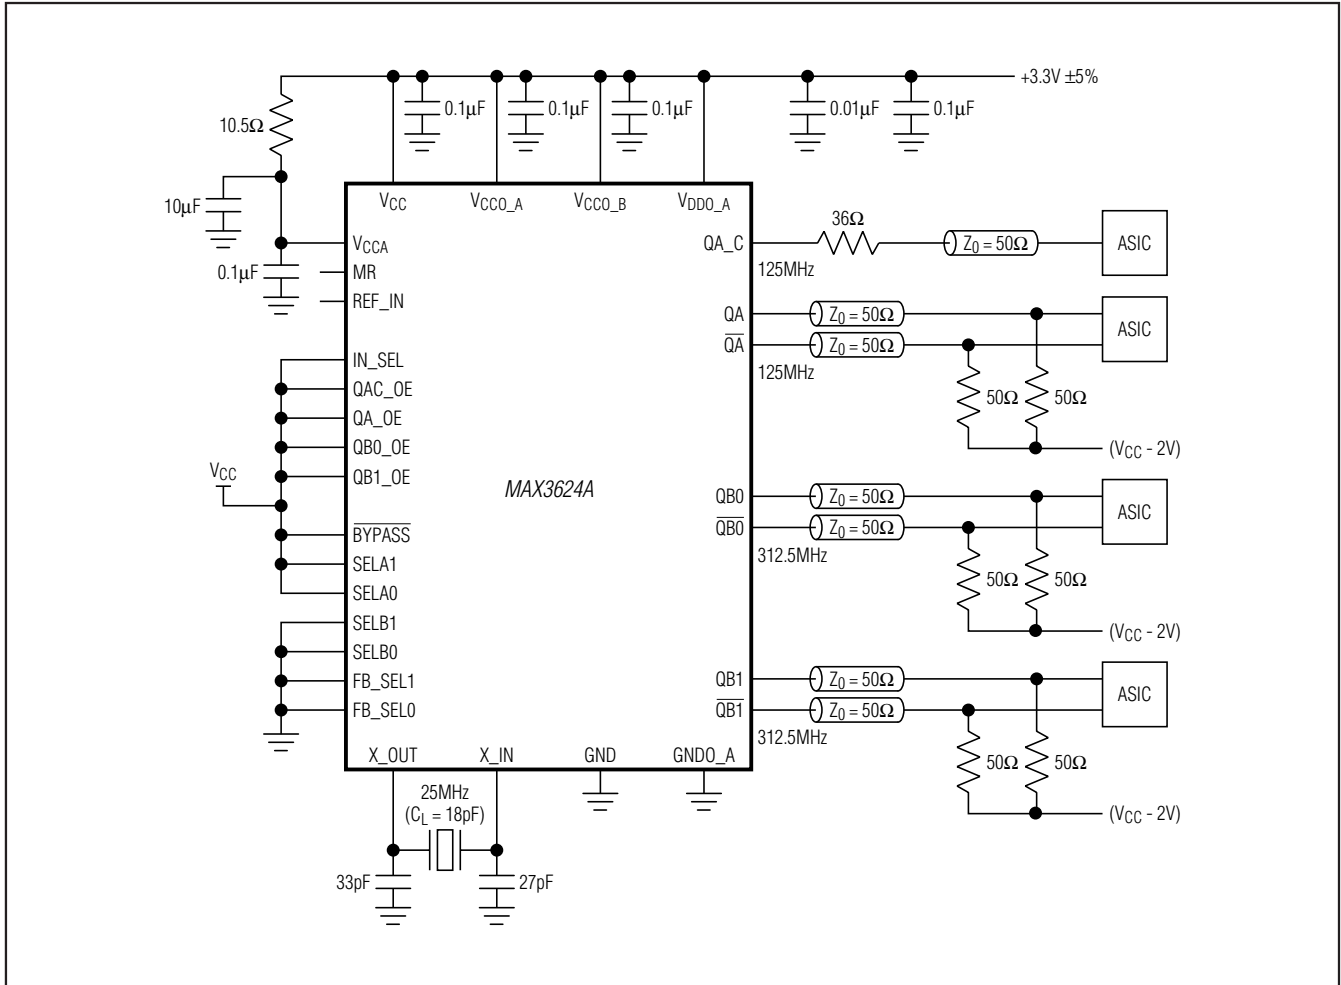 +3.3V ±5%
0.1µF
0.1µF
0.1µF
0.01µF
0.1µF
10.5Ω
10µF
0.1µF
VCC
VCCO_A
VCCO_B
VDDO_A
VCCA
MR
REF_IN
IN_SEL
QAC_OE
QA_OE
QB0_OE
QB1_OE
VCC
BYPASS
SELA1
SELA0
SELB1
SELB0
FB_SEL1
FB_SEL0
MAX3624A
QA_C
125MHz
36Ω
Z0 = 50Ω
ASIC
QA
Z0 = 50Ω
QA
Z0 = 50Ω
125MHz
ASIC
50Ω
50Ω
(VCC - 2V)
QB0
Z0 = 50Ω
QB0
Z0 = 50Ω
312.5MHz
ASIC
50Ω
50Ω
(VCC - 2V)
QB1
Z0 = 50Ω
QB1
Z0 = 50Ω
312.5MHz
ASIC
50Ω
50Ω
(VCC - 2V)
X_OUT
X_IN
GND
GNDO_A
25MHz
(CL = 18pF)
33pF
27pF